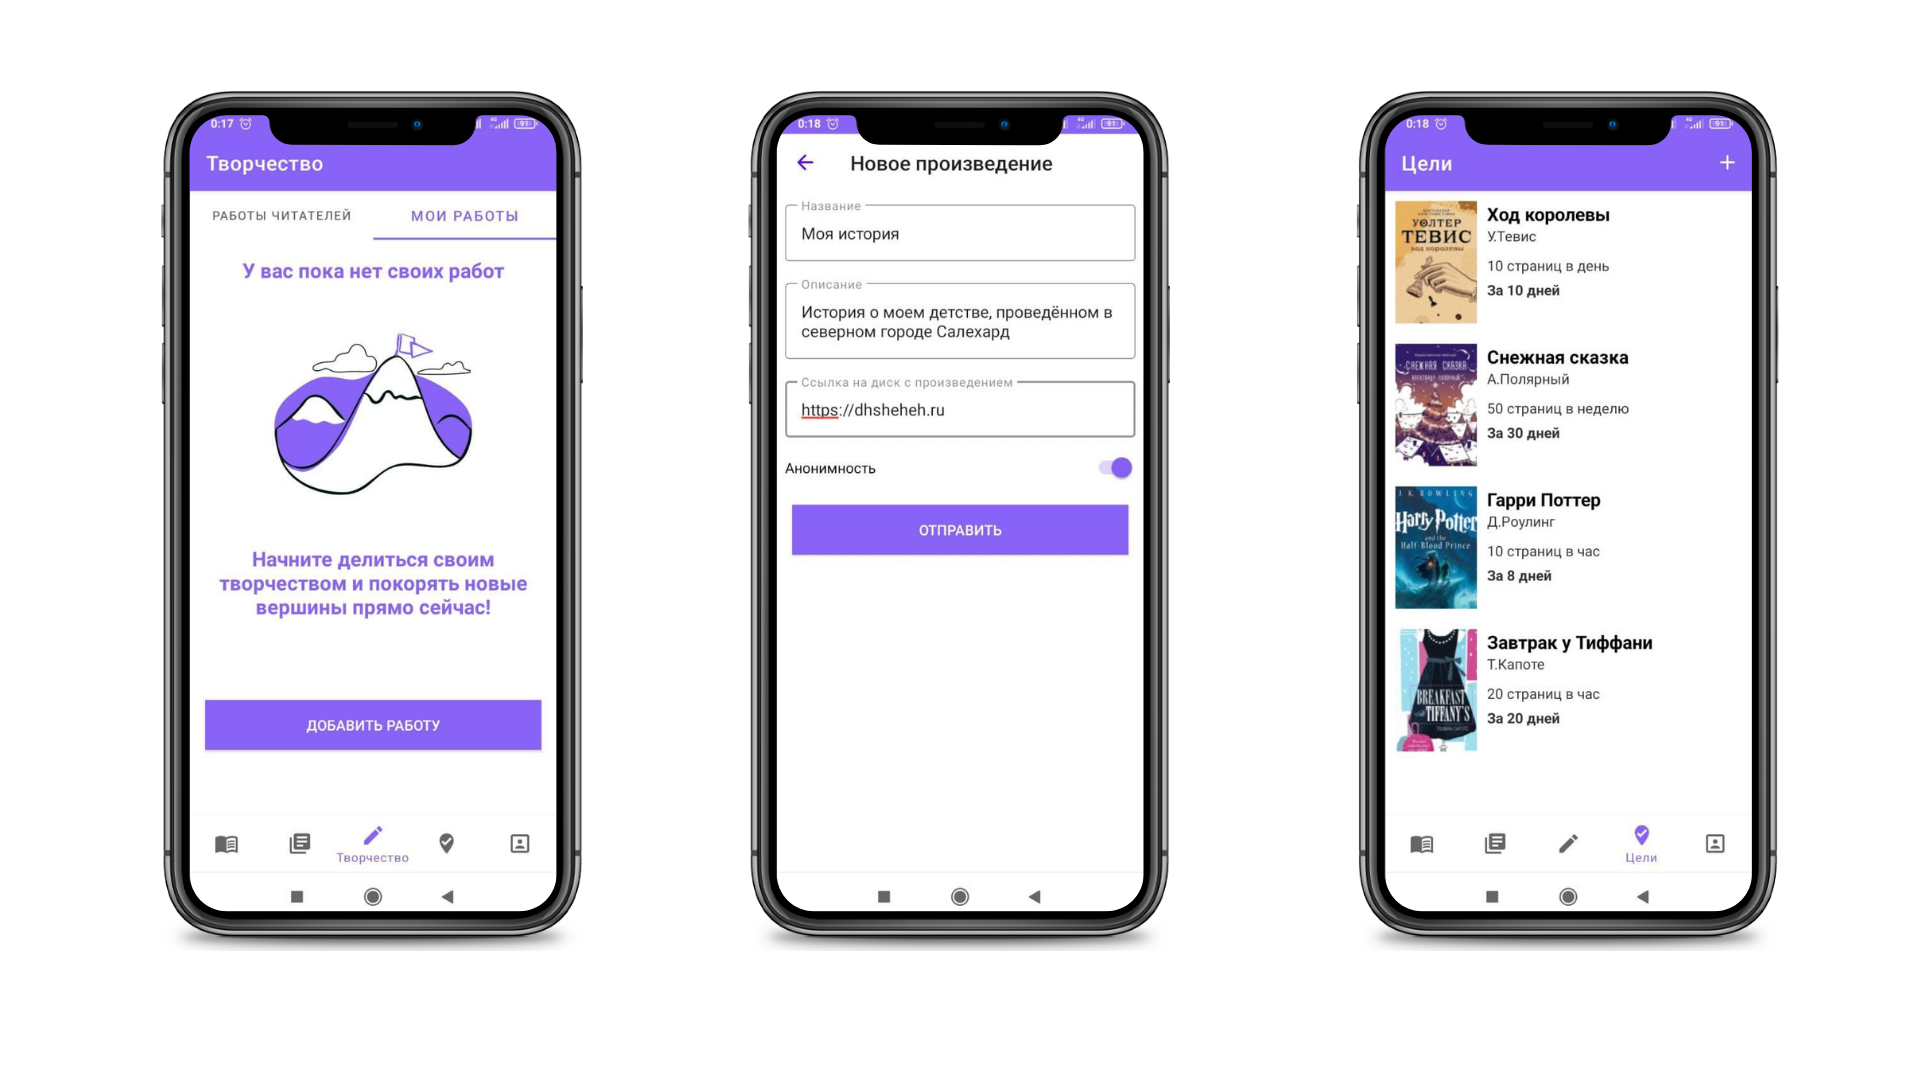 0:17
91
Творчество
РАБОТЫ ЧИТАТЕЛЕЙ
МОИ РАБОТЫ
У вас пока нет своих работ
Начните делиться своим
творчеством и покорять новые
вершины прямо сейчас!
ДОБАВИТЬ РАБОТУ
Творчество
0:18
91
Новое произведение
Название
Моя история
Описание
История о моем детстве, проведённом в
северном городе Салехард
Ссылка на диск с произведением
https://dhsheheh.ru
Анонимность
ОТПРАВИТЬ
0:18
91
Цели
УОЛТЕР
ТЕВИС
ХОД КОРОЛЕВЫ
Ход королевы
У.Тевис
10 страниц в день
За 10 дней
СНЕЖНАЯ СКАЗКА
АЛЕКСАНДР ПОЛЯРНЫЙ
Снежная сказка
А.Полярный
50 страниц в неделю
За 30 дней
J. K. ROWLING
Harry Potter
and the
Half-Blood Prince
Гарри Поттер
Д.Роулинг
10 страниц в час
За 8 дней
BREAKFAST
TIFFANY'S
Завтрак у Тиффани
Т.Капоте
20 страниц в час
За 20 дней
Цели